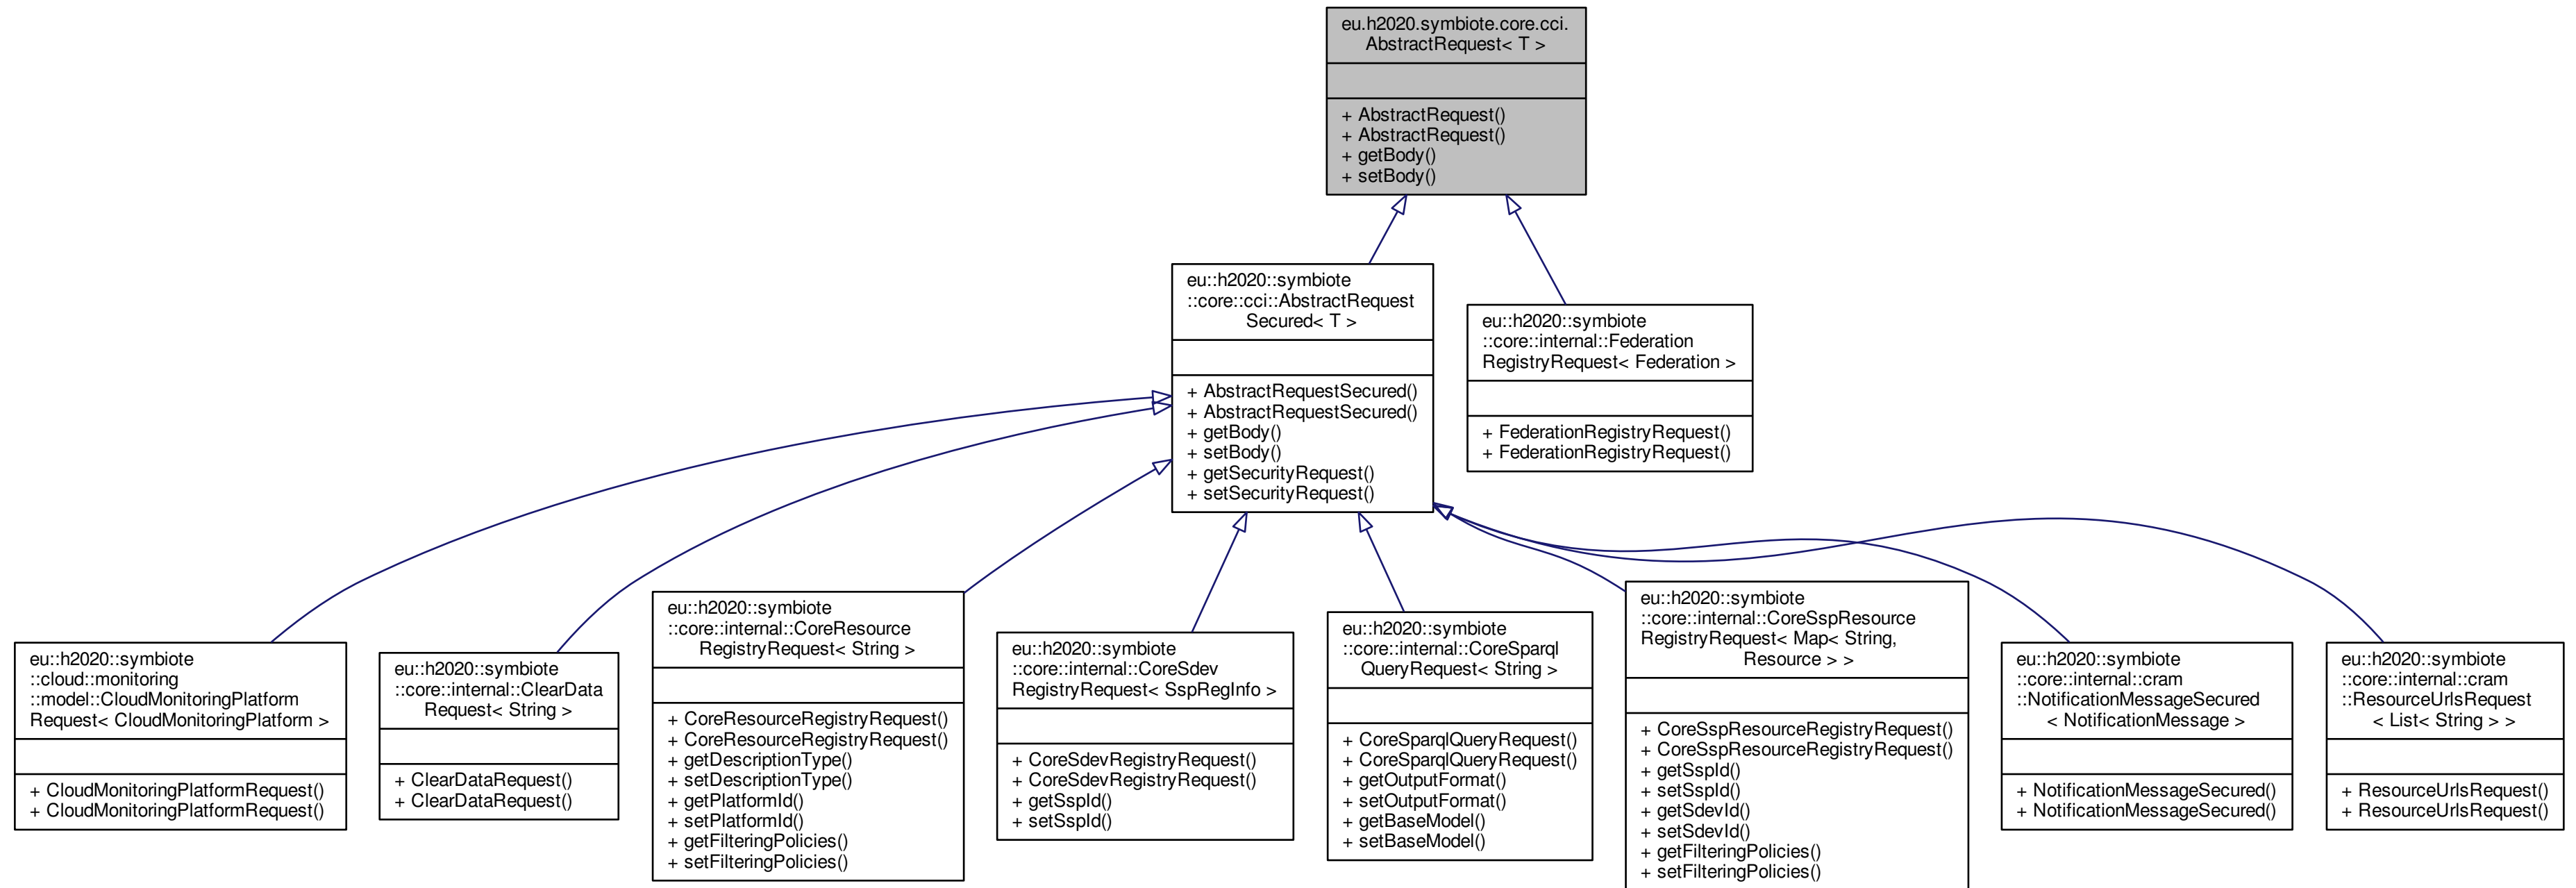 eu.h2020.symbiote.core.cci.
AbstractRequest< T >
+ AbstractRequest()
+ AbstractRequest()
+ getBody()
+ setBody()
eu::h2020::symbiote
::core::cci::AbstractRequest
Secured< T >
+ AbstractRequestSecured()
+ AbstractRequestSecured()
+ getBody()
+ setBody()
+ getSecurityRequest()
+ setSecurityRequest()
eu::h2020::symbiote
::core::internal::Federation
RegistryRequest< Federation >
+ FederationRegistryRequest()
+ FederationRegistryRequest()
eu::h2020::symbiote
::cloud::monitoring
::model::CloudMonitoringPlatform
Request< CloudMonitoringPlatform >
+ CloudMonitoringPlatformRequest()
+ CloudMonitoringPlatformRequest()
eu::h2020::symbiote
::core::internal::ClearData
Request< String >
+ ClearDataRequest()
+ ClearDataRequest()
eu::h2020::symbiote
::core::internal::CoreResource
RegistryRequest< String >
+ CoreResourceRegistryRequest()
+ CoreResourceRegistryRequest()
+ getDescriptionType()
+ setDescriptionType()
+ getPlatformId()
+ setPlatformId()
+ getFilteringPolicies()
+ setFilteringPolicies()
eu::h2020::symbiote
::core::internal::CoreSdev
RegistryRequest< SspRegInfo >
+ CoreSdevRegistryRequest()
+ CoreSdevRegistryRequest()
+ getSspId()
+ setSspId()
eu::h2020::symbiote
::core::internal::CoreSparql
QueryRequest< String >
+ CoreSparqlQueryRequest()
+ CoreSparqlQueryRequest()
+ getOutputFormat()
+ setOutputFormat()
+ getBaseModel()
+ setBaseModel()
eu::h2020::symbiote
::core::internal::CoreSspResource
RegistryRequest< Map< String,
Resource > >
+ CoreSspResourceRegistryRequest()
+ CoreSspResourceRegistryRequest()
+ getSspId()
+ setSspId()
+ getSdevId()
+ setSdevId()
+ getFilteringPolicies()
+ setFilteringPolicies()
eu::h2020::symbiote
::core::internal::cram
::NotificationMessageSecured
< NotificationMessage >
+ NotificationMessageSecured()
+ NotificationMessageSecured()
eu::h2020::symbiote
::core::internal::cram
::ResourceUrlsRequest
< List< String > >
+ ResourceUrlsRequest()
+ ResourceUrlsRequest()